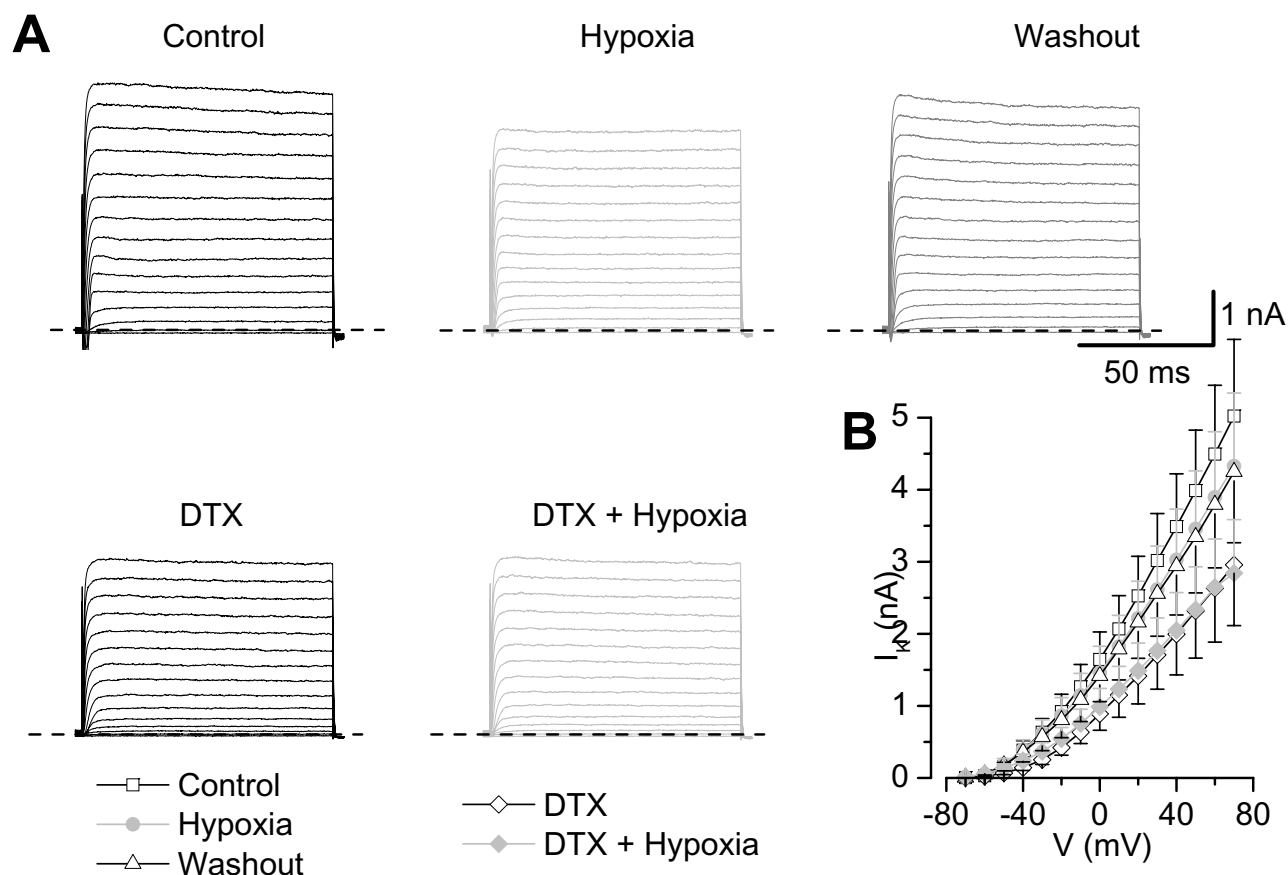 A
Control
Hypoxia
Washout
1 nA
50 ms
DTX
DTX + Hypoxia
Control
Hypoxia
Washout
DTX
DTX + Hypoxia
B
5
4
3
2
1
0
I_K (nA)
-80 -40 0 40 80
V (mV)